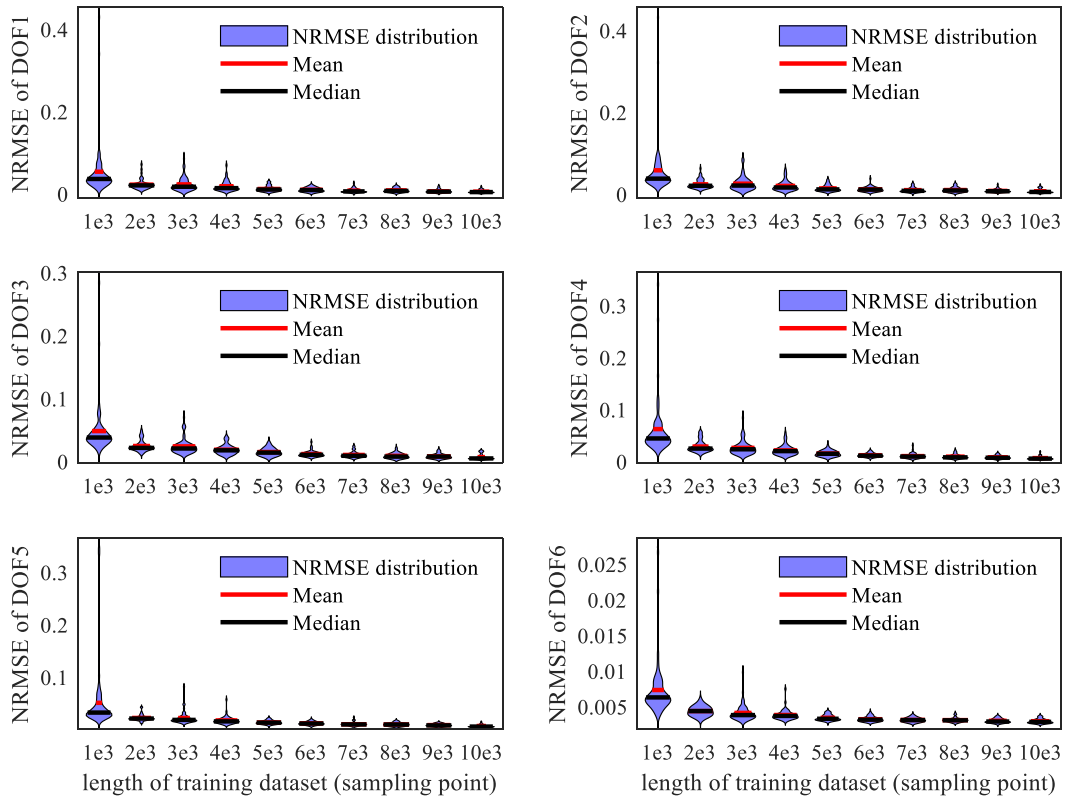 NRMSE of DOF1
0.4
0.2
0
NRMSE distribution
Mean
Median
1e3 2e3 3e3 4e3 5e3 6e3 7e3 8e3 9e3 10e3
NRMSE of DOF2
0.4
0.2
0
NRMSE distribution
Mean
Median
1e3 2e3 3e3 4e3 5e3 6e3 7e3 8e3 9e3 10e3
NRMSE of DOF3
0.3
0.2
0.1
0
NRMSE distribution
Mean
Median
1e3 2e3 3e3 4e3 5e3 6e3 7e3 8e3 9e3 10e3
NRMSE of DOF4
0.3
0.2
0.1
0
NRMSE distribution
Mean
Median
1e3 2e3 3e3 4e3 5e3 6e3 7e3 8e3 9e3 10e3
NRMSE of DOF5
0.3
0.2
0.1
NRMSE distribution
Mean
Median
1e3 2e3 3e3 4e3 5e3 6e3 7e3 8e3 9e3 10e3
length of training dataset (sampling point)
NRMSE of DOF6
0.025
0.02
0.015
0.01
0.005
NRMSE distribution
Mean
Median
1e3 2e3 3e3 4e3 5e3 6e3 7e3 8e3 9e3 10e3
length of training dataset (sampling point)